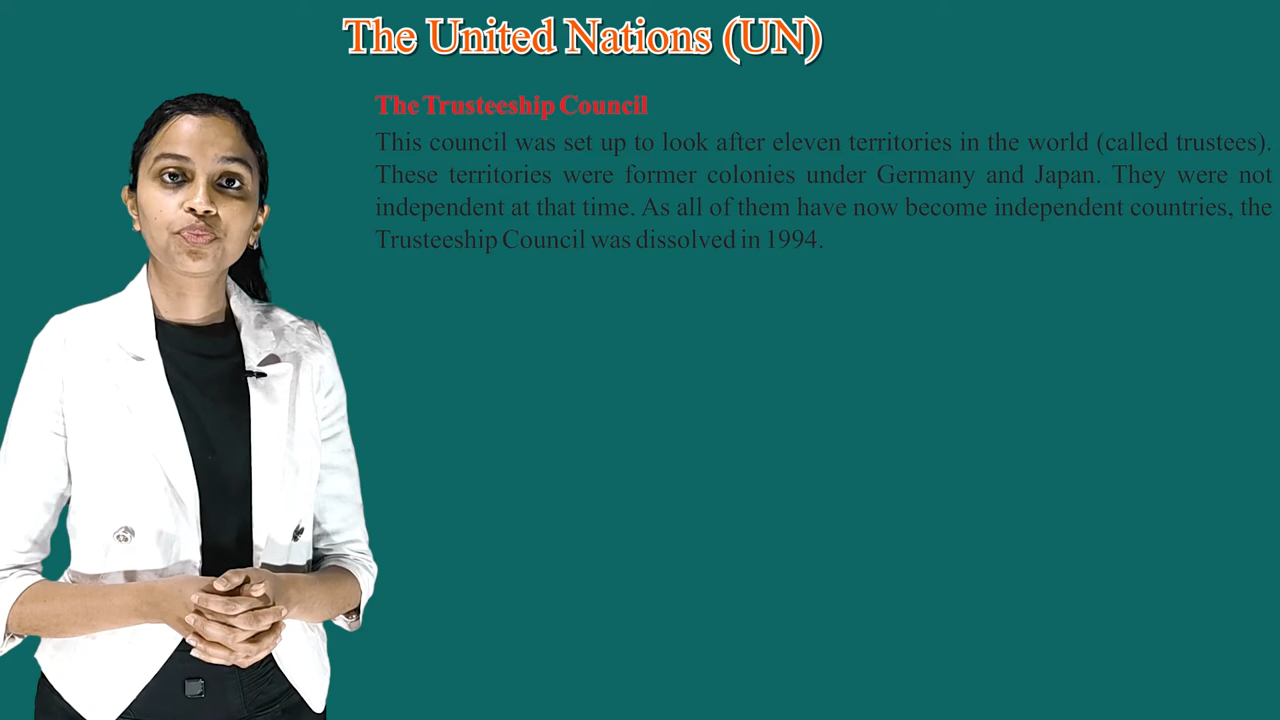 The United Nations (UN)
The Trusteeship Council
This council was set up to look after eleven territories in the world (called trustees).
These territories were former colonies under Germany and Japan. They were not
independent at that time. As all of them have now become independent countries, the
Trusteeship Council was dissolved in 1994.